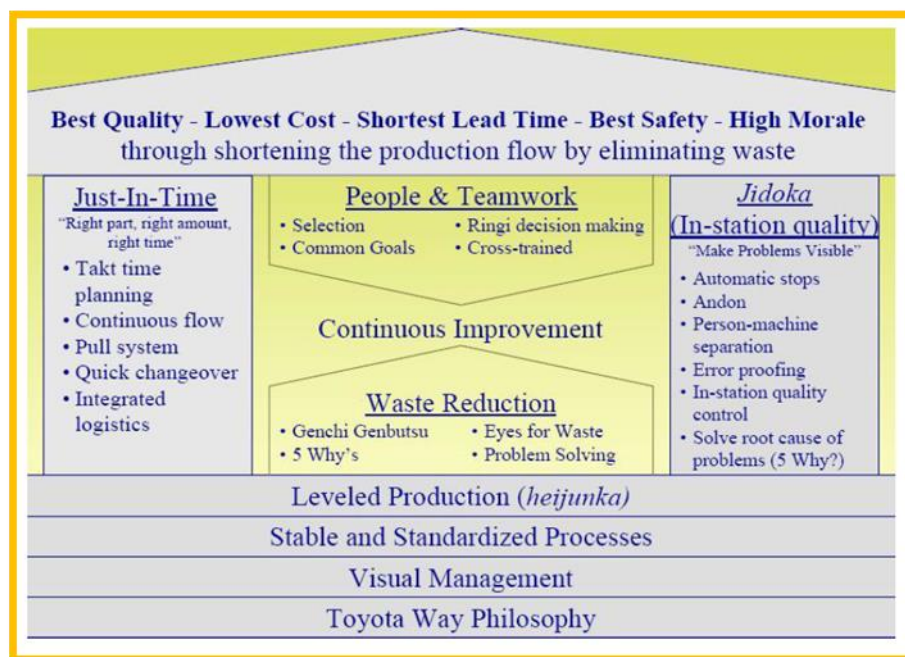 Best Quality - Lowest Cost - Shortest Lead Time - Best Safety - High Morale
through shortening the production flow by eliminating waste
Just-In-Time
“Right part, right amount,
right time”
• Takt time
planning
• Continuous flow
• Pull system
• Quick changeover
• Integrated
logistics
People & Teamwork
• Selection
• Common Goals
• Ringi decision making
• Cross-trained
Continuous Improvement
Waste Reduction
• Genchi Genbutsu
• 5 Why’s
• Eyes for Waste
• Problem Solving
Jidoka
(In-station quality)
“Make Problems Visible”
• Automatic stops
• Andon
• Person-machine
separation
• Error proofing
• In-station quality
control
• Solve root cause of
problems (5 Why?)
Leveled Production (heijunka)
Stable and Standardized Processes
Visual Management
Toyota Way Philosophy